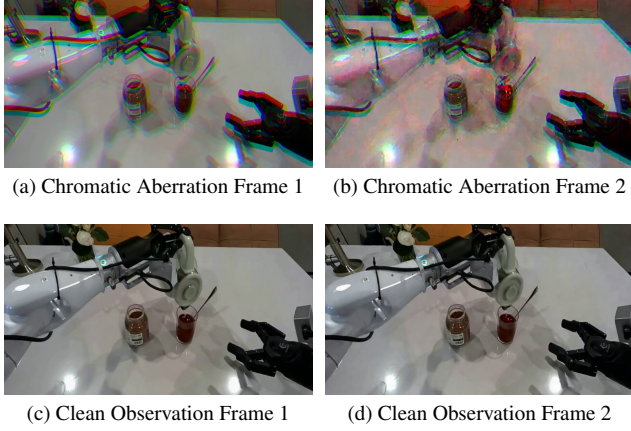 (a) Chromatic Aberration Frame 1
(b) Chromatic Aberration Frame 2
(c) Clean Observation Frame 1
(d) Clean Observation Frame 2